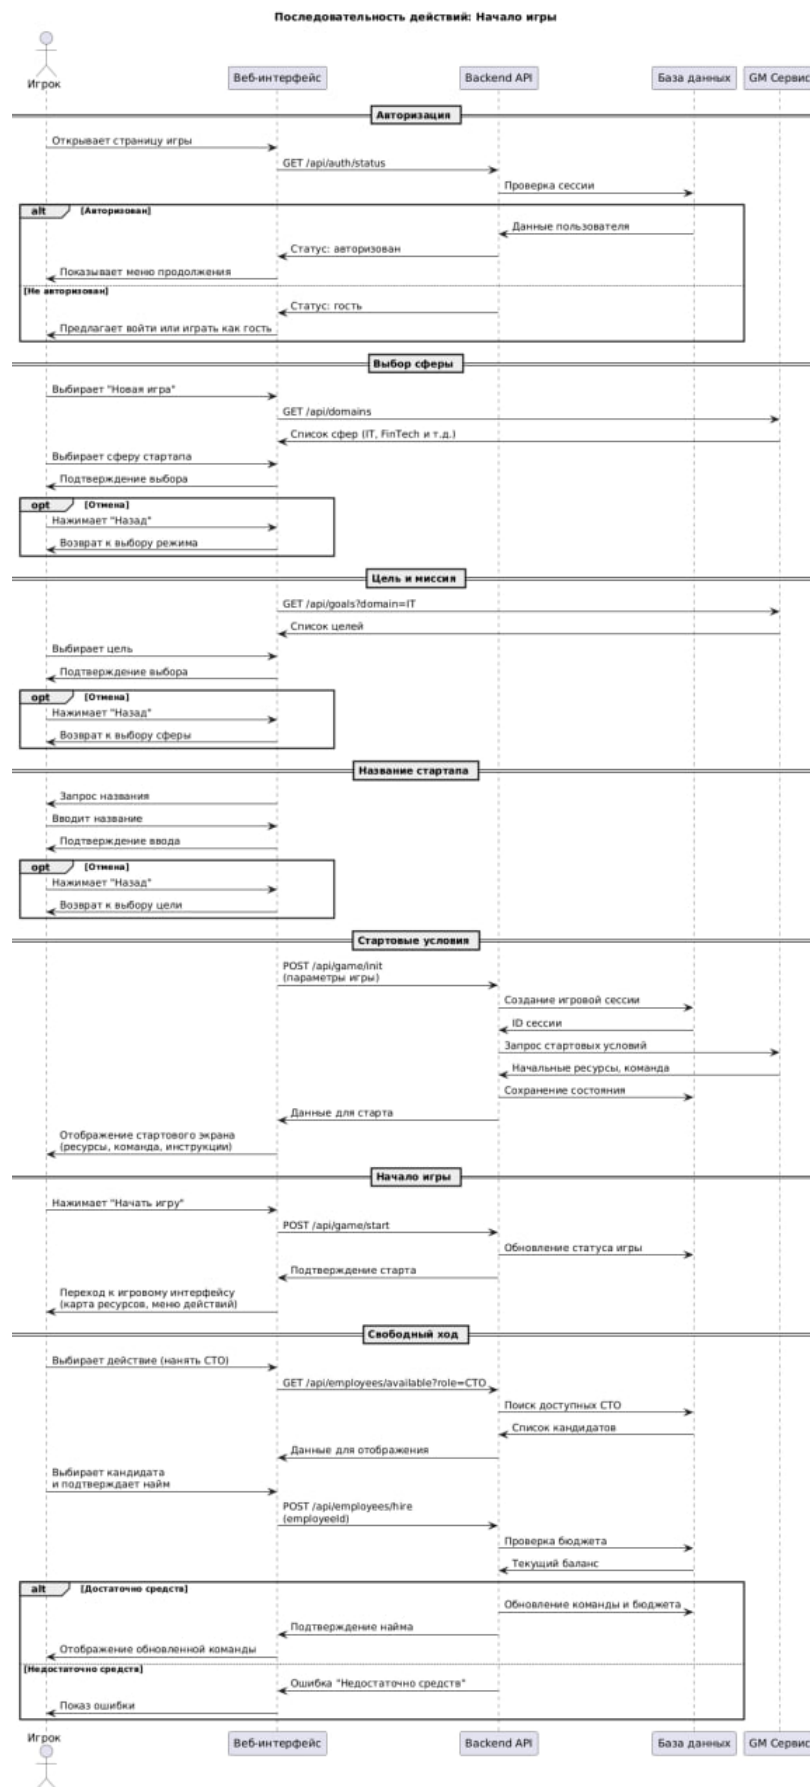 Последовательность действий: Начало игры
Игрок
Веб-интерфейс
Backend API
База данных
GM Сервис
Авторизация
Открывает страницу игры
GET /api/auth/status
Проверка сессии
alt
[Авторизован]
Данные пользователя
Статус: авторизован
Показывает меню продолжения
[Не авторизован]
Статус: гость
Предлагает войти или играть как гость
Выбор сферы
Выбирает "Новая игра"
GET /api/domains
Список сфер (IT, FinTech и т.д.)
Выбирает сферу стартапа
Подтверждение выбора
opt
[Отмена]
Нажимает "Назад"
Возврат к выбору режима
Цель и миссия
GET /api/goals?domain=IT
Список целей
Выбирает цель
Подтверждение выбора
opt
[Отмена]
Нажимает "Назад"
Возврат к выбору сферы
Название стартапа
Запрос названия
Вводит название
Подтверждение ввода
opt
[Отмена]
Нажимает "Назад"
Возврат к выбору цели
Стартовые условия
POST /api/game/init
(параметры игры)
Создание игровой сессии
ID сессии
Запрос стартовых условий
Начальные ресурсы, команда
Сохранение состояния
Данные для старта
Отображение стартового экрана
(ресурсы, команда, инструкции)
Начало игры
Нажимает "Начать игру"
POST /api/game/start
Обновление статуса игры
Подтверждение старта
Переход к игровому интерфейсу
(карта ресурсов, меню действий)
Свободный ход
Выбирает действие (нанять CTO)
GET /api/employees/available?role=CTO
Поиск доступных CTO
Список кандидатов
Данные для отображения
Выбирает кандидата
и подтверждает найм
POST /api/employees/hire
(employeeId)
Проверка бюджета
Текущий баланс
alt
[Достаточно средств]
Обновление команды и бюджета
Подтверждение найма
Отображение обновленной команды
[Недостаточно средств]
Ошибка "Недостаточно средств"
Показ ошибки
Игрок
Веб-интерфейс
Backend API
База данных
GM Сервис